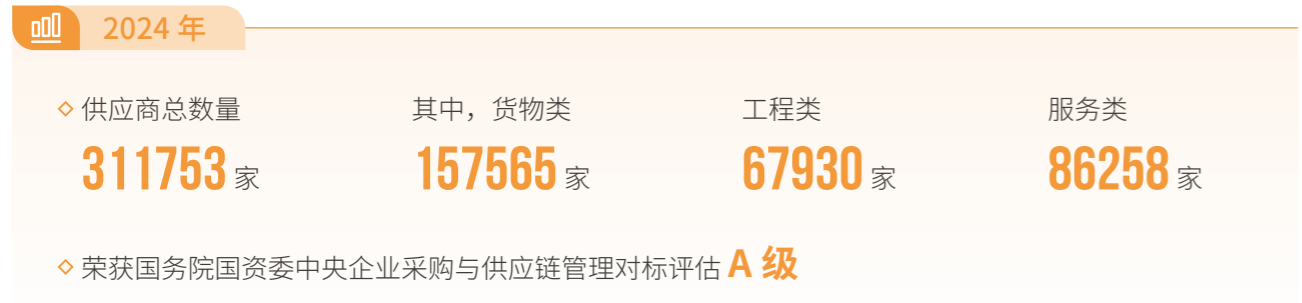 2024 年
供应商总数量 其中，货物类 工程类 服务类
311753 家 157565 家 67930 家 86258 家
荣获国务院国资委中央企业采购与供应链管理对标评估 A 级